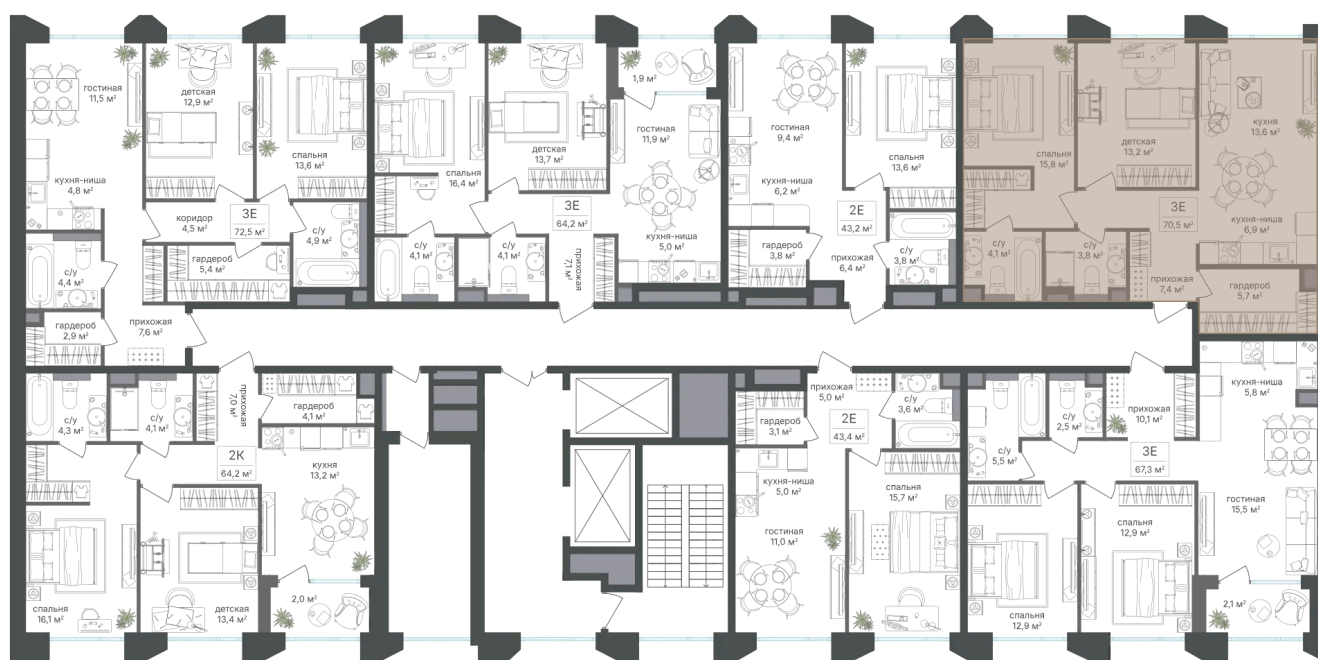 гостиная
11,5 м²
кухня-ниша
4,8 м²
детская
12,9 м²
спальня
13,6 м²
коридор
4,5 м²
3Е
72,5 м²
с/у
4,9 м²
гардероб
5,4 м²
с/у
4,4 м²
гардероб
2,9 м²
прихожая
7,6 м²
спальня
16,4 м²
детская
13,7 м²
1,9 м²
гостиная
11,9 м²
3Е
64,2 м²
кухня-ниша
5,0 м²
с/у
4,1 м²
с/у
4,1 м²
прихожая
7,1 м²
гостиная
9,4 м²
кухня-ниша
6,2 м²
спальня
13,6 м²
2Е
43,2 м²
гардероб
3,8 м²
прихожая
6,4 м²
с/у
3,8 м²
спальня
15,8 м²
детская
13,2 м²
кухня
13,6 м²
3Е
70,5 м²
кухня-ниша
6,9 м²
с/у
4,1 м²
с/у
3,8 м²
прихожая
7,4 м²
гардероб
5,7 м²
с/у
4,3 м²
с/у
4,1 м²
прихожая
7,0 м²
гардероб
4,1 м²
2К
64,2 м²
кухня
13,2 м²
спальня
16,1 м²
детская
13,4 м²
2,0 м²
прихожая
5,0 м²
гардероб
3,1 м²
2Е
43,4 м²
с/у
3,6 м²
кухня-ниша
5,0 м²
гостиная
11,0 м²
спальня
15,7 м²
с/у
5,5 м²
с/у
2,5 м²
прихожая
10,1 м²
3Е
67,3 м²
кухня-ниша
5,8 м²
гостиная
15,5 м²
спальня
12,9 м²
спальня
12,9 м²
2,1 м²